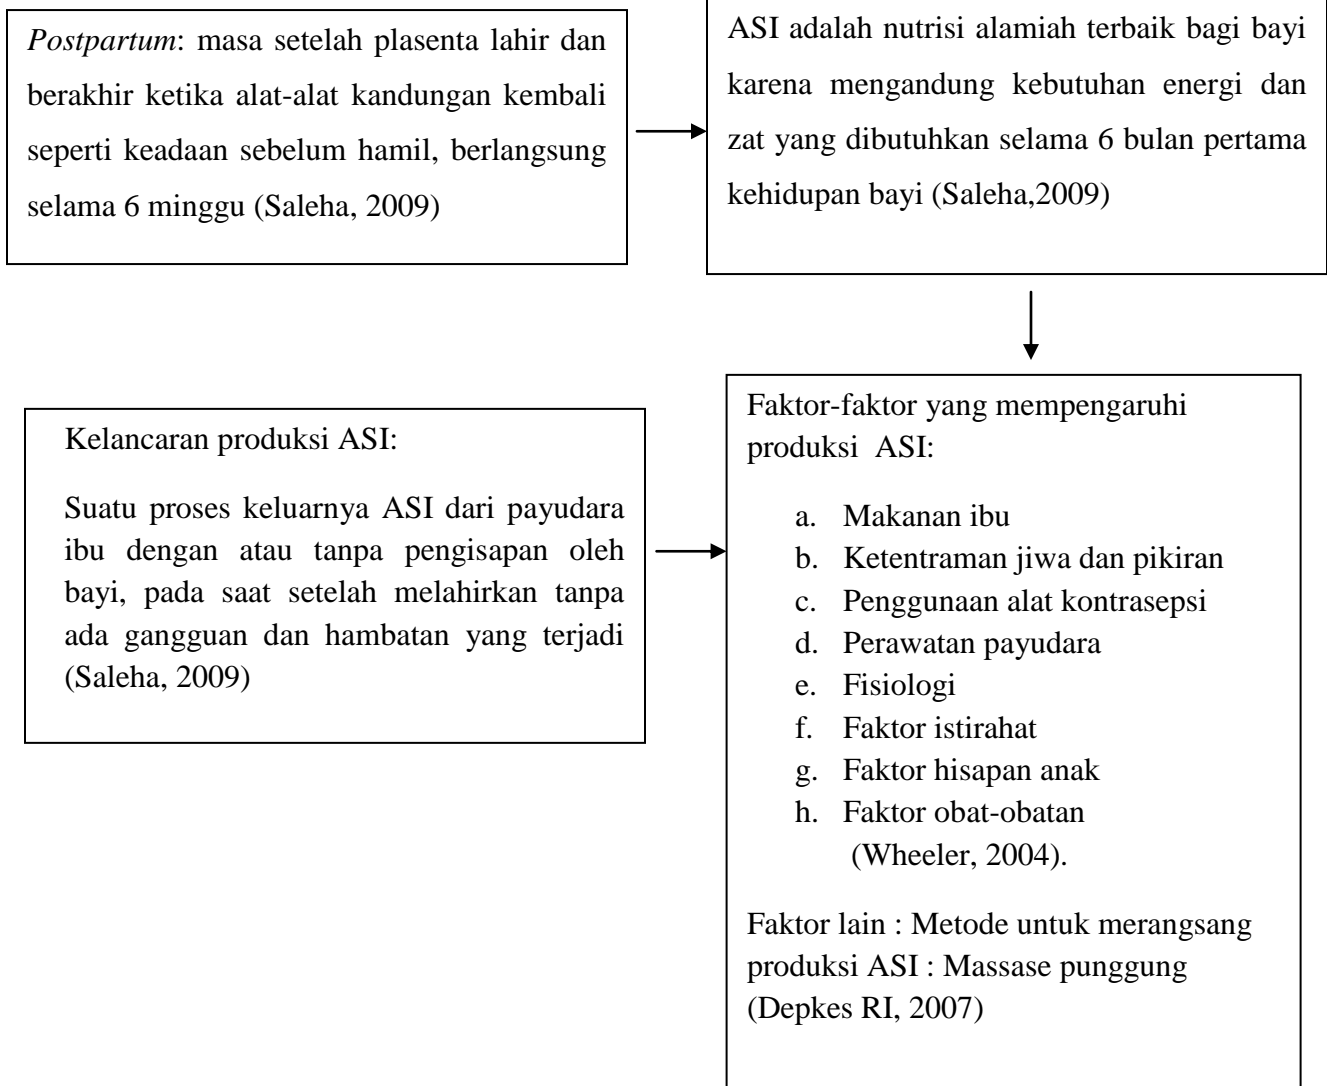 Postpartum: masa setelah plasenta lahir dan
berakhir ketika alat-alat kandungan kembali
seperti keadaan sebelum hamil, berlangsung
selama 6 minggu (Saleha, 2009)
ASI adalah nutrisi alamiah terbaik bagi bayi
karena mengandung kebutuhan energi dan
zat yang dibutuhkan selama 6 bulan pertama
kehidupan bayi (Saleha,2009)
Kelancaran produksi ASI:
Suatu proses keluarnya ASI dari payudara
ibu dengan atau tanpa pengisapan oleh
bayi, pada saat setelah melahirkan tanpa
ada gangguan dan hambatan yang terjadi
(Saleha, 2009)
Faktor-faktor yang mempengaruhi
produksi ASI:
a. Makanan ibu
b. Ketentraman jiwa dan pikiran
c. Penggunaan alat kontrasepsi
d. Perawatan payudara
e. Fisiologi
f. Faktor istirahat
g. Faktor hisapan anak
h. Faktor obat-obatan
(Wheeler, 2004).
Faktor lain : Metode untuk merangsang
produksi ASI : Massase punggung
(Depkes RI, 2007)